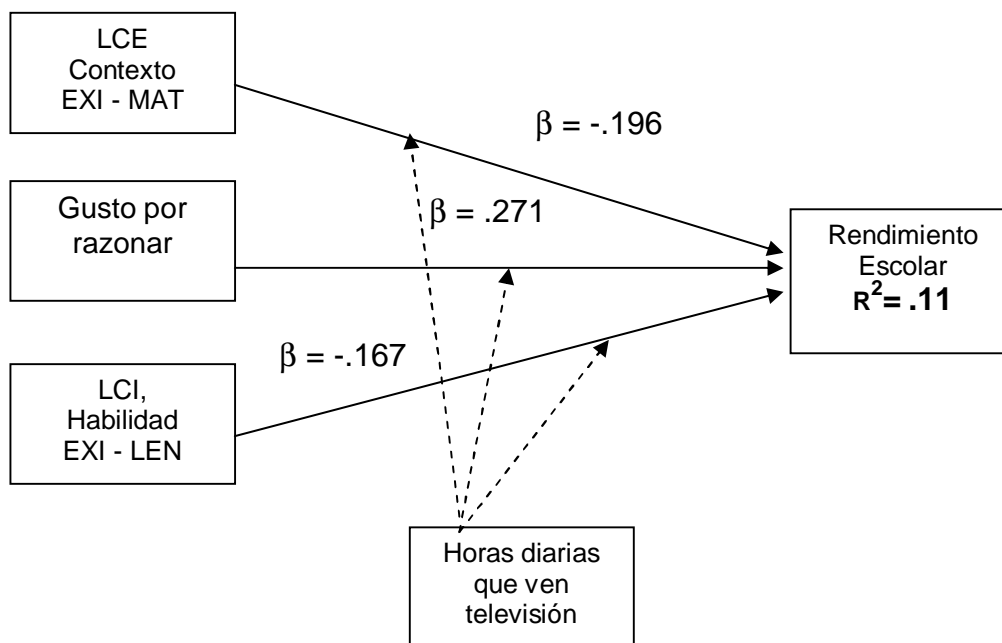 LCE
Contexto
EXI - MAT
β = -.196
Gusto por
razonar
β = .271
Rendimiento
Escolar
R²= .11
β = -.167
LCI,
Habilidad
EXI - LEN
Horas diarias
que ven
televisión